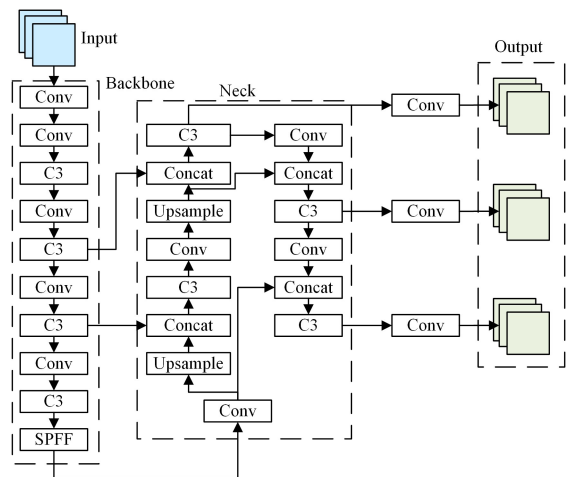 Input
Backbone
Conv
Conv
C3
Conv
C3
Conv
C3
Conv
C3
SPFF
Neck
C3
Concat
Upsample
Conv
C3
Concat
Upsample
Conv
Conv
Concat
C3
Conv
Concat
C3
Conv
Conv
Conv
Output